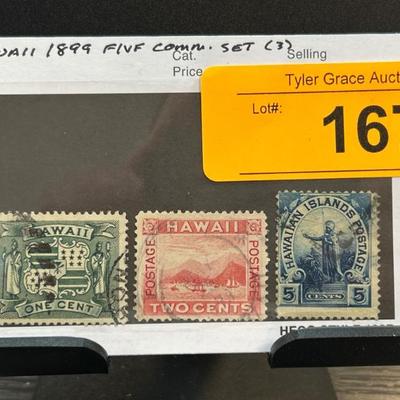 WAII 1899 F/VF COMM. SET (3)
Cat.
Price
Selling
Tyler Grace Auct
Lot#:
167
HAWAII
ONE CENT
HAWAII
POSTAGE
POSTAGE
TWO CENTS
HAWAIIAN ISLANDS POSTAGE
5 CENTS 5